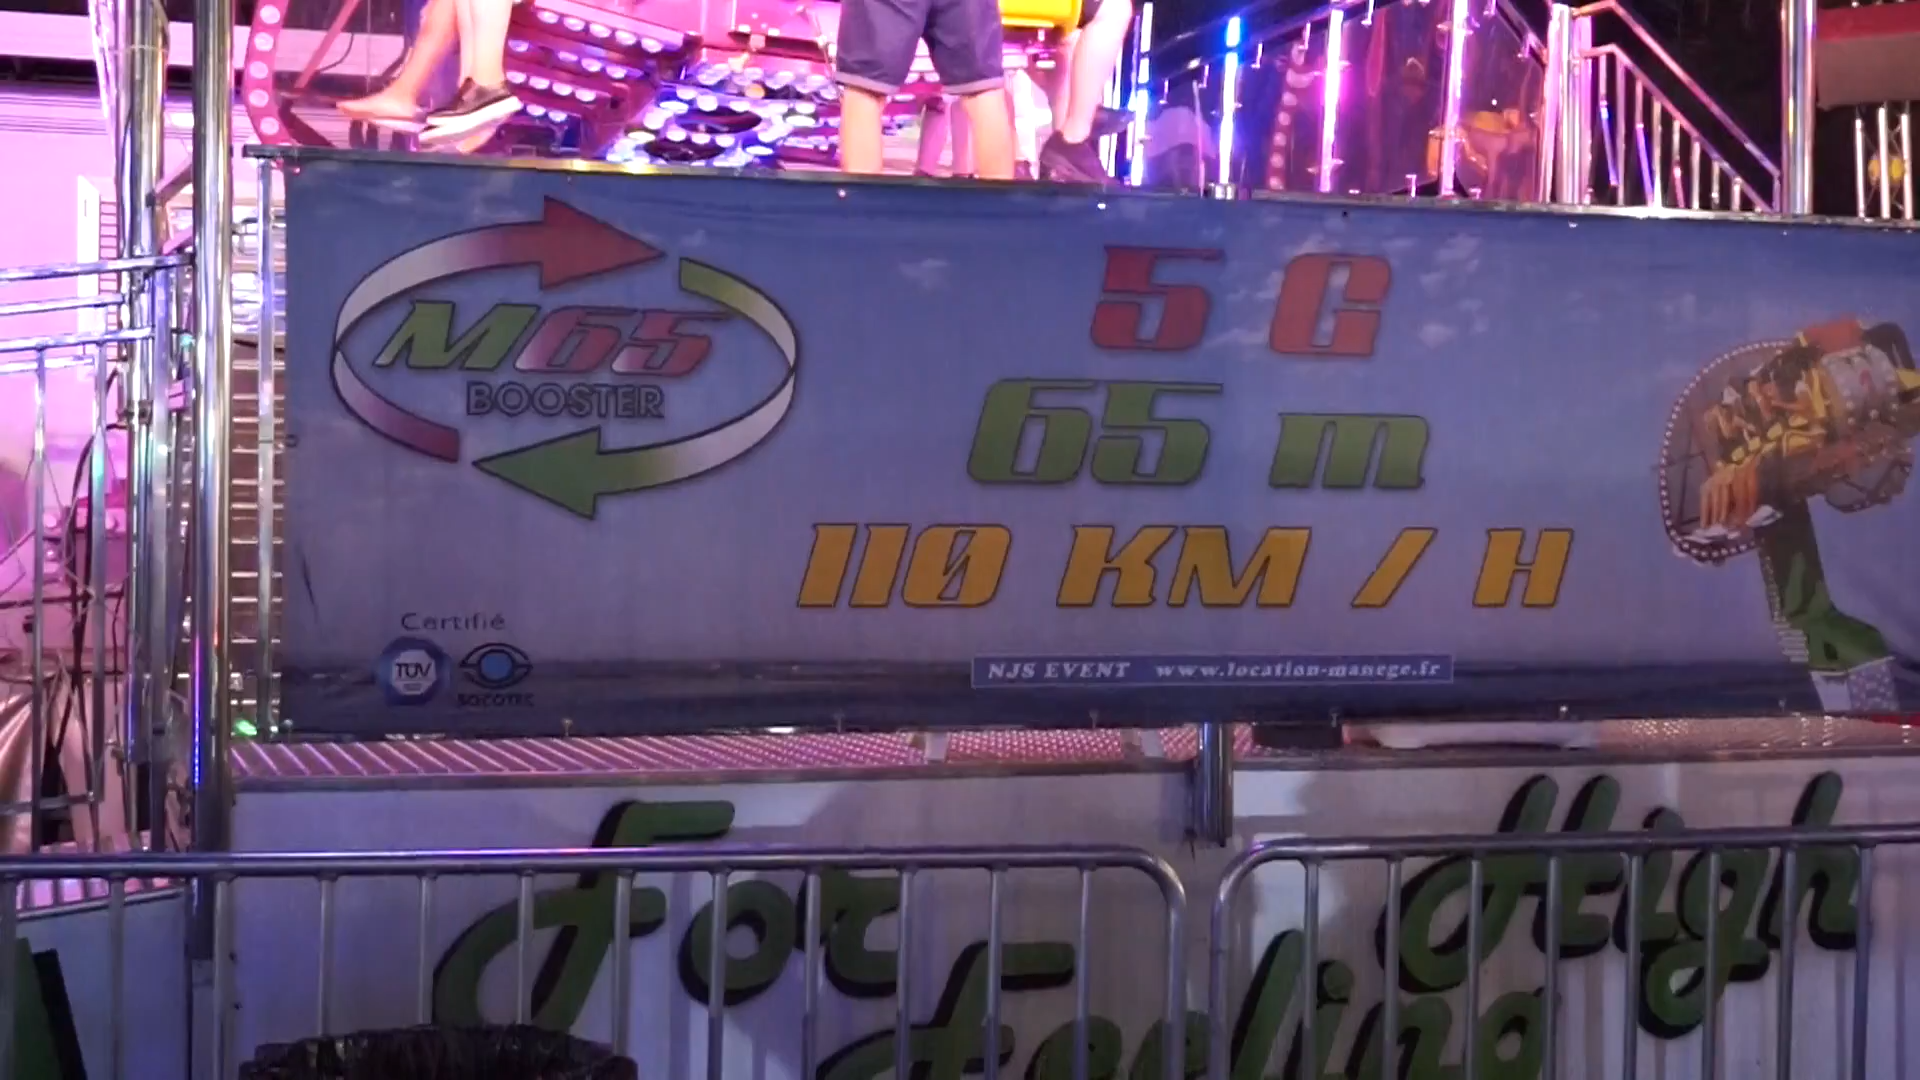 M65
BOOSTER
5 G
65 m
110 KM / H
Certifié
TÜV
SOCOTEC
NJS EVENT www.location-manege.fr
For High
Feeling